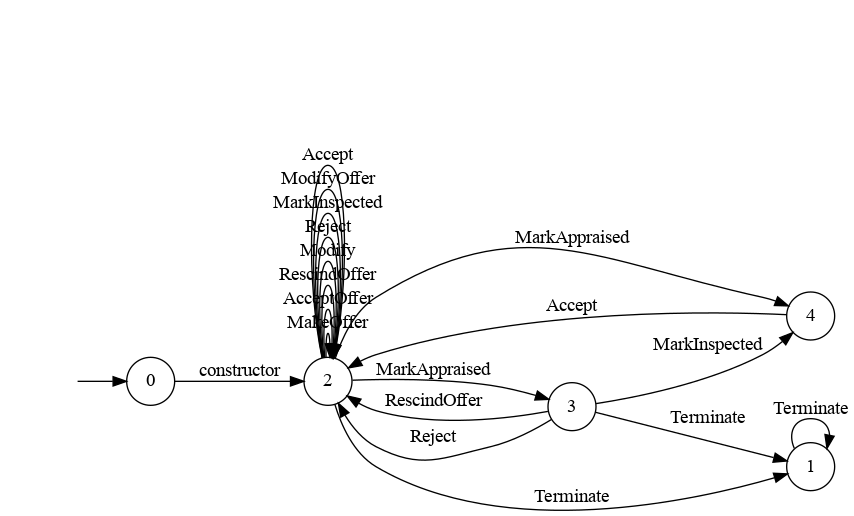 Accept
ModifyOffer
MarkInspected
Reject
Modify
RescindOffer
AcceptOffer
MakeOffer
MarkAppraised
Accept
4
MarkInspected
constructor
0
2
MarkAppraised
RescindOffer
3
Reject
Terminate
Terminate
1
Terminate